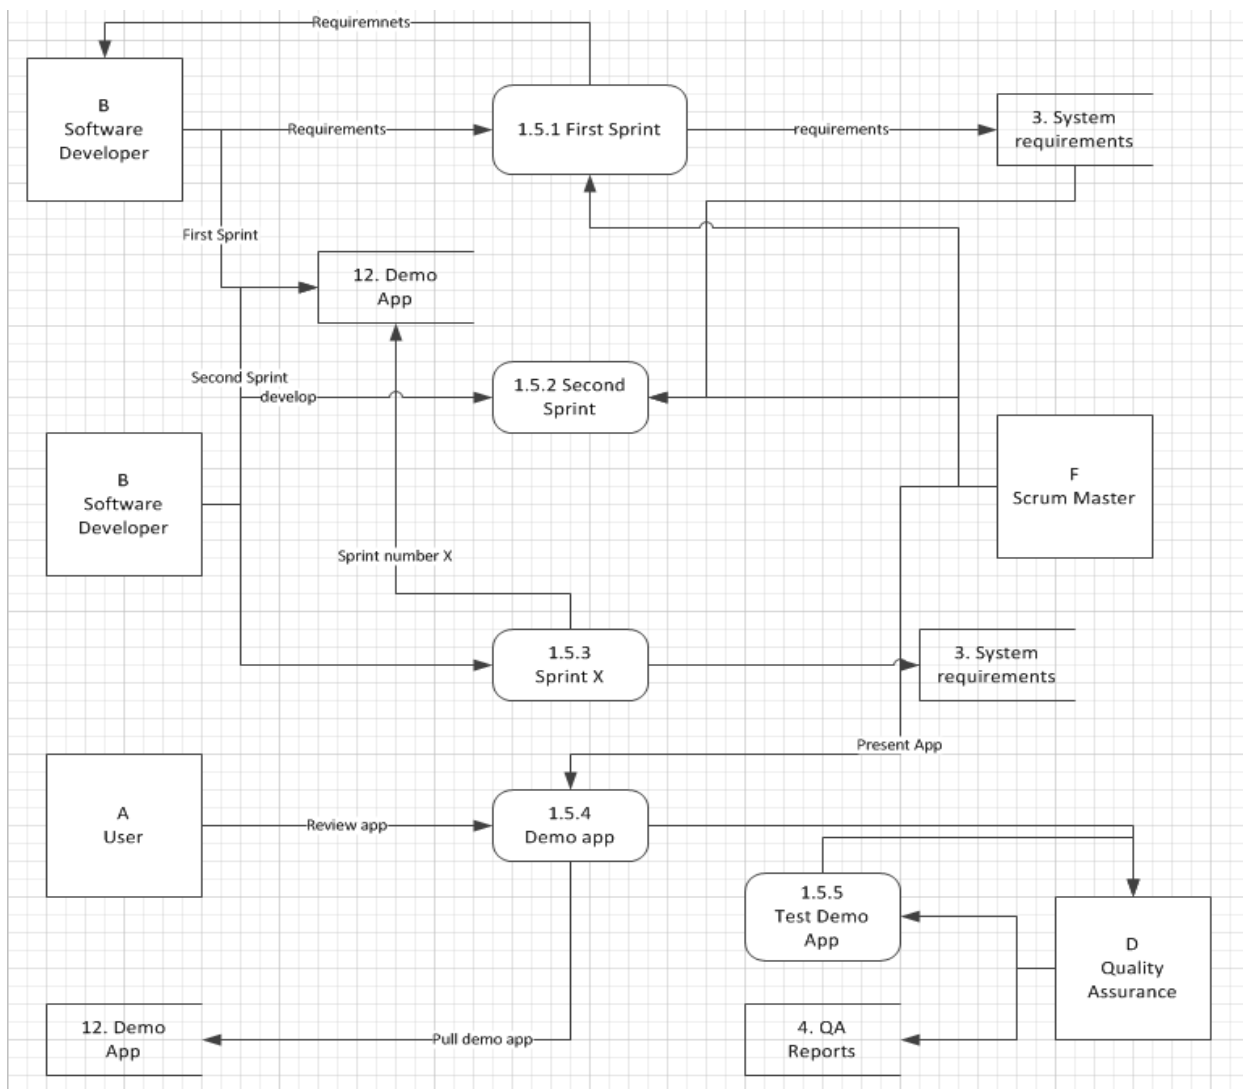 Requiremnets
B
Software
Developer
Requirements
1.5.1 First Sprint
requirements
3. System
requirements
First Sprint
12. Demo
App
Second Sprint
develop
1.5.2 Second
Sprint
B
Software
Developer
F
Scrum Master
Sprint number X
1.5.3
Sprint X
3. System
requirements
Present App
A
User
Review app
1.5.4
Demo app
1.5.5
Test Demo
App
D
Quality
Assurance
12. Demo
App
Pull demo app
4. QA
Reports